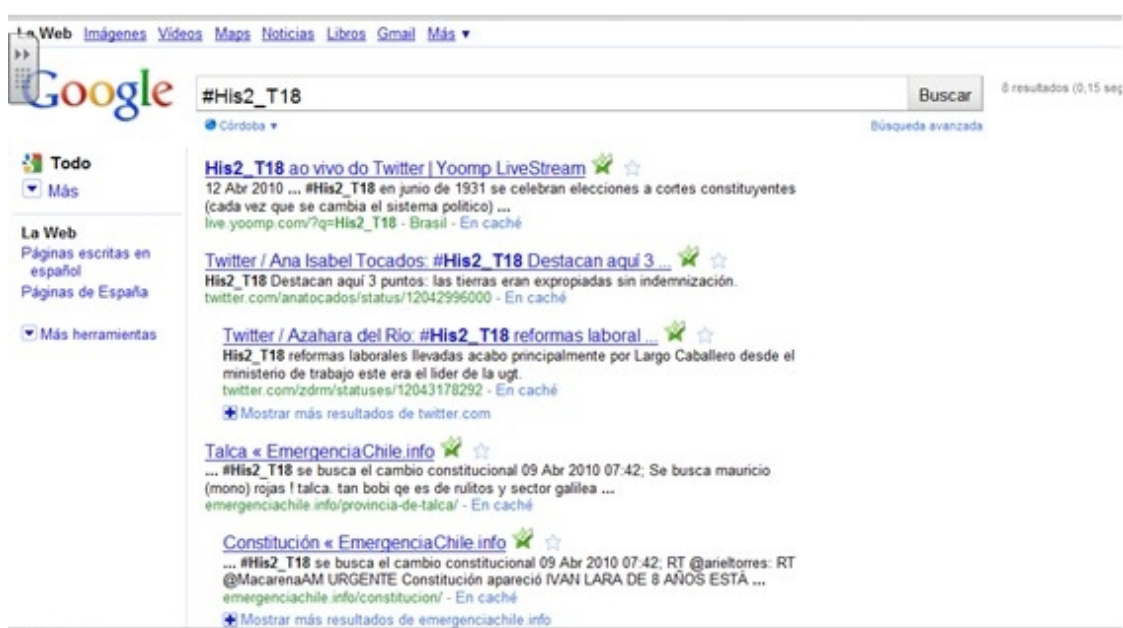 La Web Imágenes Vídeos Maps Noticias Libros Gmail Más ▼
Google
#His2_T18
Buscar
8 resultados (0,15 seg
Córdoba ▼
Búsqueda avanzada
Todo
Más
La Web
Páginas escritas en
español
Páginas de España
Más herramientas
His2_T18 ao vivo do Twitter | Yoomp LiveStream
12 Abr 2010 ... #His2_T18 en junio de 1931 se celebran elecciones a cortes constituyentes
(cada vez que se cambia el sistema politico) ...
live.yoomp.com/?q=His2_T18 - Brasil - En caché
Twitter / Ana Isabel Tocados: #His2_T18 Destacan aquí 3 ...
His2_T18 Destacan aquí 3 puntos: las tierras eran expropiadas sin indemnización.
twitter.com/anatocados/status/12042996000 - En caché
Twitter / Azahara del Río: #His2_T18 reformas laboral ...
His2_T18 reformas laborales llevadas acabo principalmente por Largo Caballero desde el
ministerio de trabajo este era el lider de la ugt.
twitter.com/zdrm/statuses/12043178292 - En caché
Mostrar más resultados de twitter.com
Talca « EmergenciaChile.info
... #His2_T18 se busca el cambio constitucional 09 Abr 2010 07:42; Se busca mauricio
(mono) rojas ! talca. tan bobi qe es de rulitos y sector galilea ...
emergenciachile.info/provincia-de-talca/ - En caché
Constitución « EmergenciaChile.info
... #His2_T18 se busca el cambio constitucional 09 Abr 2010 07:42; RT @arieltorres: RT
@MacarenaAM URGENTE Constitución apareció IVAN LARA DE 8 AÑOS ESTÁ ...
emergenciachile.info/constitucion/ - En caché
Mostrar más resultados de emergenciachile.info